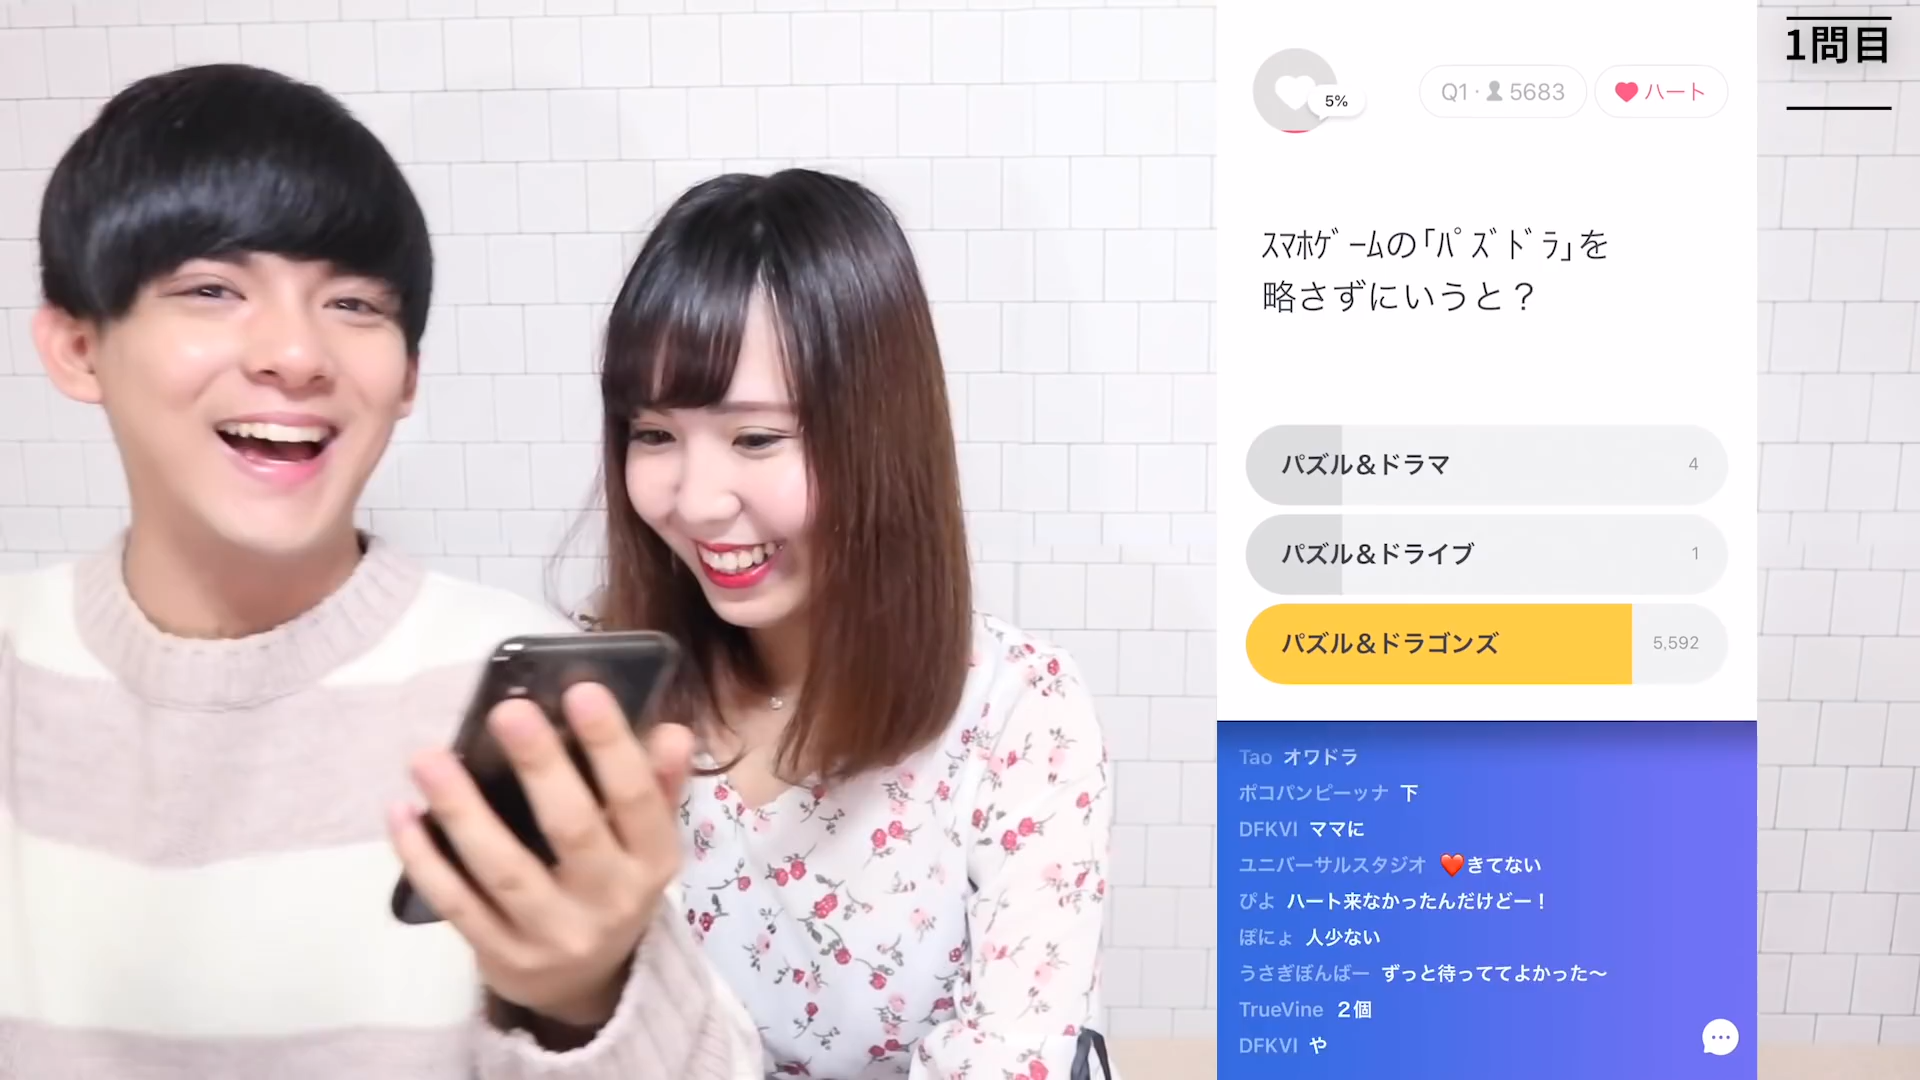 1問目
5%
Q1・5683
ハート
ｽﾏﾎｹﾞｰﾑの｢ﾊﾟｽﾞﾄﾞﾗ｣を
略さずにいうと？
パズル＆ドラマ 4
パズル＆ドライブ 1
パズル＆ドラゴンズ 5,592
Tao オワドラ
ポコパンピーッナ 下
DFKVI ママに
ユニバーサルスタジオ ❤️きてない
ぴよ ハート来なかったんだけどー！
ぽにょ 人少ない
うさぎぼんばー ずっと待っててよかった〜
TrueVine ２個
DFKVI や